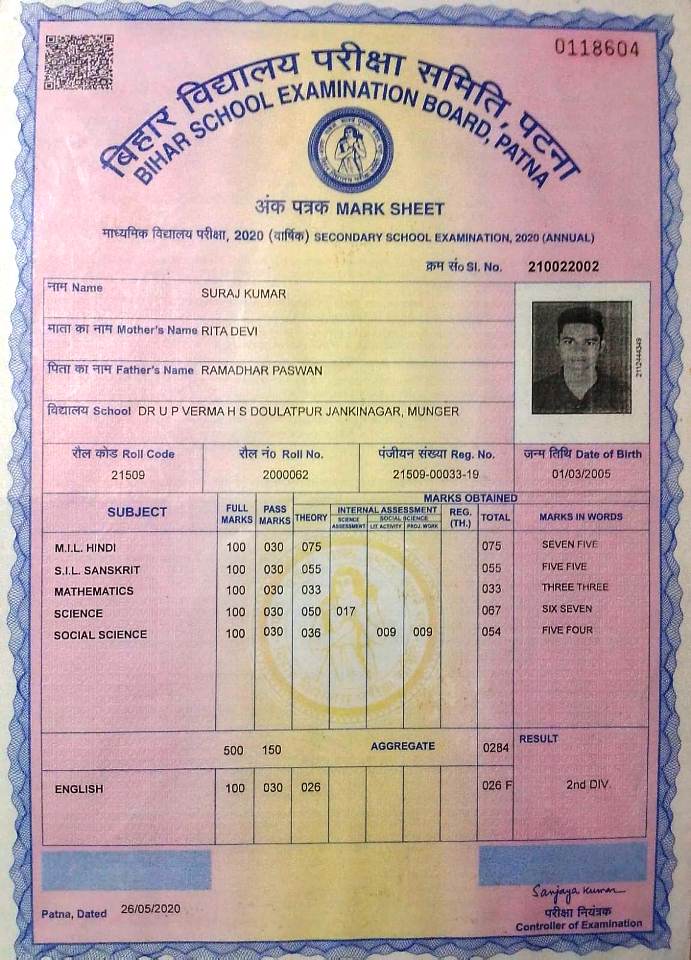 0118604
बिहार विद्यालय परीक्षा समिति, पटना
BIHAR SCHOOL EXAMINATION BOARD, PATNA
अंक पत्रक MARK SHEET
माध्यमिक विद्यालय परीक्षा, 2020 (वार्षिक) SECONDARY SCHOOL EXAMINATION, 2020 (ANNUAL)
क्रम सं० Sl. No. 210022002
नाम Name SURAJ KUMAR
माता का नाम Mother's Name RITA DEVI
पिता का नाम Father's Name RAMADHAR PASWAN
विद्यालय School DR U P VERMA H S DOULATPUR JANKINAGAR, MUNGER
2112444349
रौल कोड Roll Code रौल नं० Roll No. पंजीयन संख्या Reg. No. जन्म तिथि Date of Birth
21509 2000062 21509-00033-19 01/03/2005
SUBJECT FULL MARKS PASS MARKS MARKS OBTAINED
THEORY INTERNAL ASSESSMENT REG. (TH.) TOTAL MARKS IN WORDS
SCIENCE ASSESSMENT SOCIAL SCIENCE
LIT. ACTIVITY PROJ. WORK
M.I.L. HINDI 100 030 075 075 SEVEN FIVE
S.I.L. SANSKRIT 100 030 055 055 FIVE FIVE
MATHEMATICS 100 030 033 033 THREE THREE
SCIENCE 100 030 050 017 067 SIX SEVEN
SOCIAL SCIENCE 100 030 036 009 009 054 FIVE FOUR
500 150 AGGREGATE 0284 RESULT
ENGLISH 100 030 026 026 F 2nd DIV.
Patna, Dated 26/05/2020
Sanjaya Kumar
परीक्षा नियंत्रक
Controller of Examination